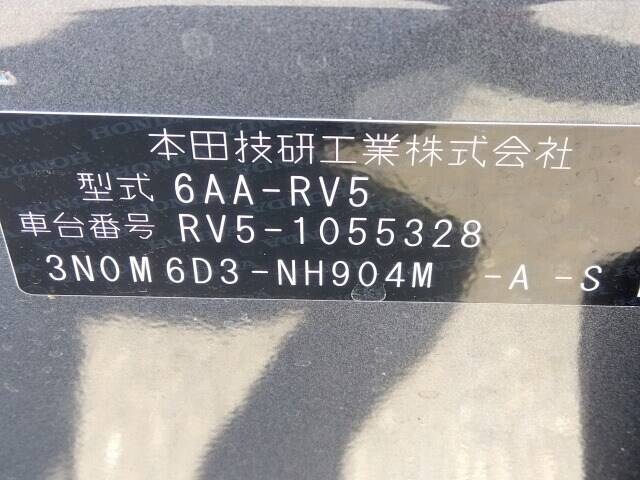 本田技研工業株式会社
型式 6AA-RV5
車台番号 RV5-1055328
3N0M6D3-NH904M -A -S